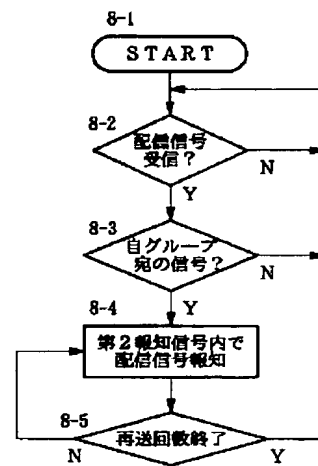 8-1
START
8-2
配信信号
受信？
N
Y
8-3
自グループ
宛の信号？
N
Y
8-4
第２報知信号内で
配信信号報知
8-5
再送回数終了
N
Y